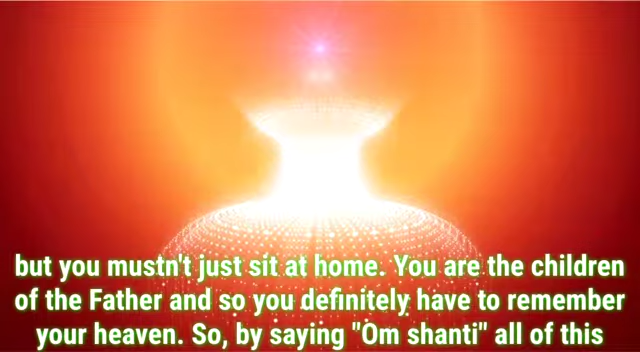 but you mustn't just sit at home. You are the children
of the Father and so you definitely have to remember
your heaven. So, by saying "Om shanti" all of this